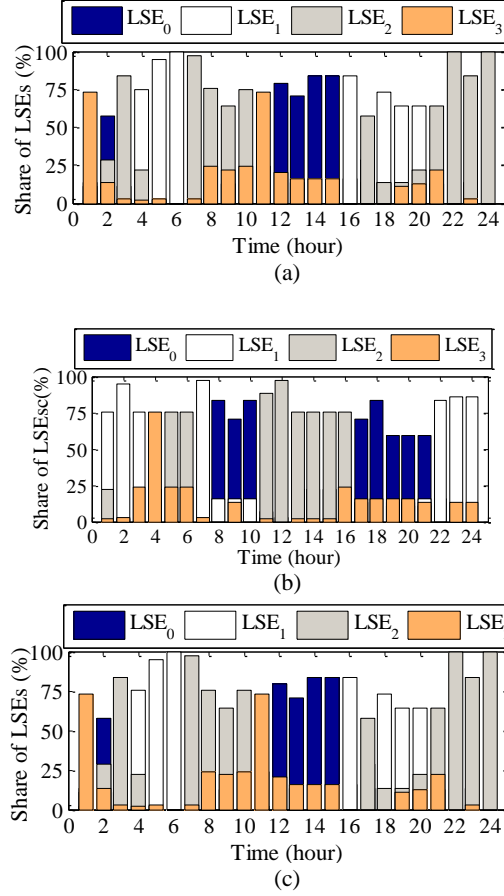 LSE0 LSE1 LSE2 LSE3
Share of LSEs (%)
100
75
50
25
0
0 2 4 6 8 10 12 14 16 18 20 22 24
Time (hour)
(a)
LSE0 LSE1 LSE2 LSE3
Share of LSEsc(%)
100
75
50
25
0
0 2 4 6 8 10 12 14 16 18 20 22 24
Time (hour)
(b)
LSE0 LSE1 LSE2 LSE
Share of LSEs (%)
100
75
50
25
0
0 2 4 6 8 10 12 14 16 18 20 22 24
Time (hour)
(c)